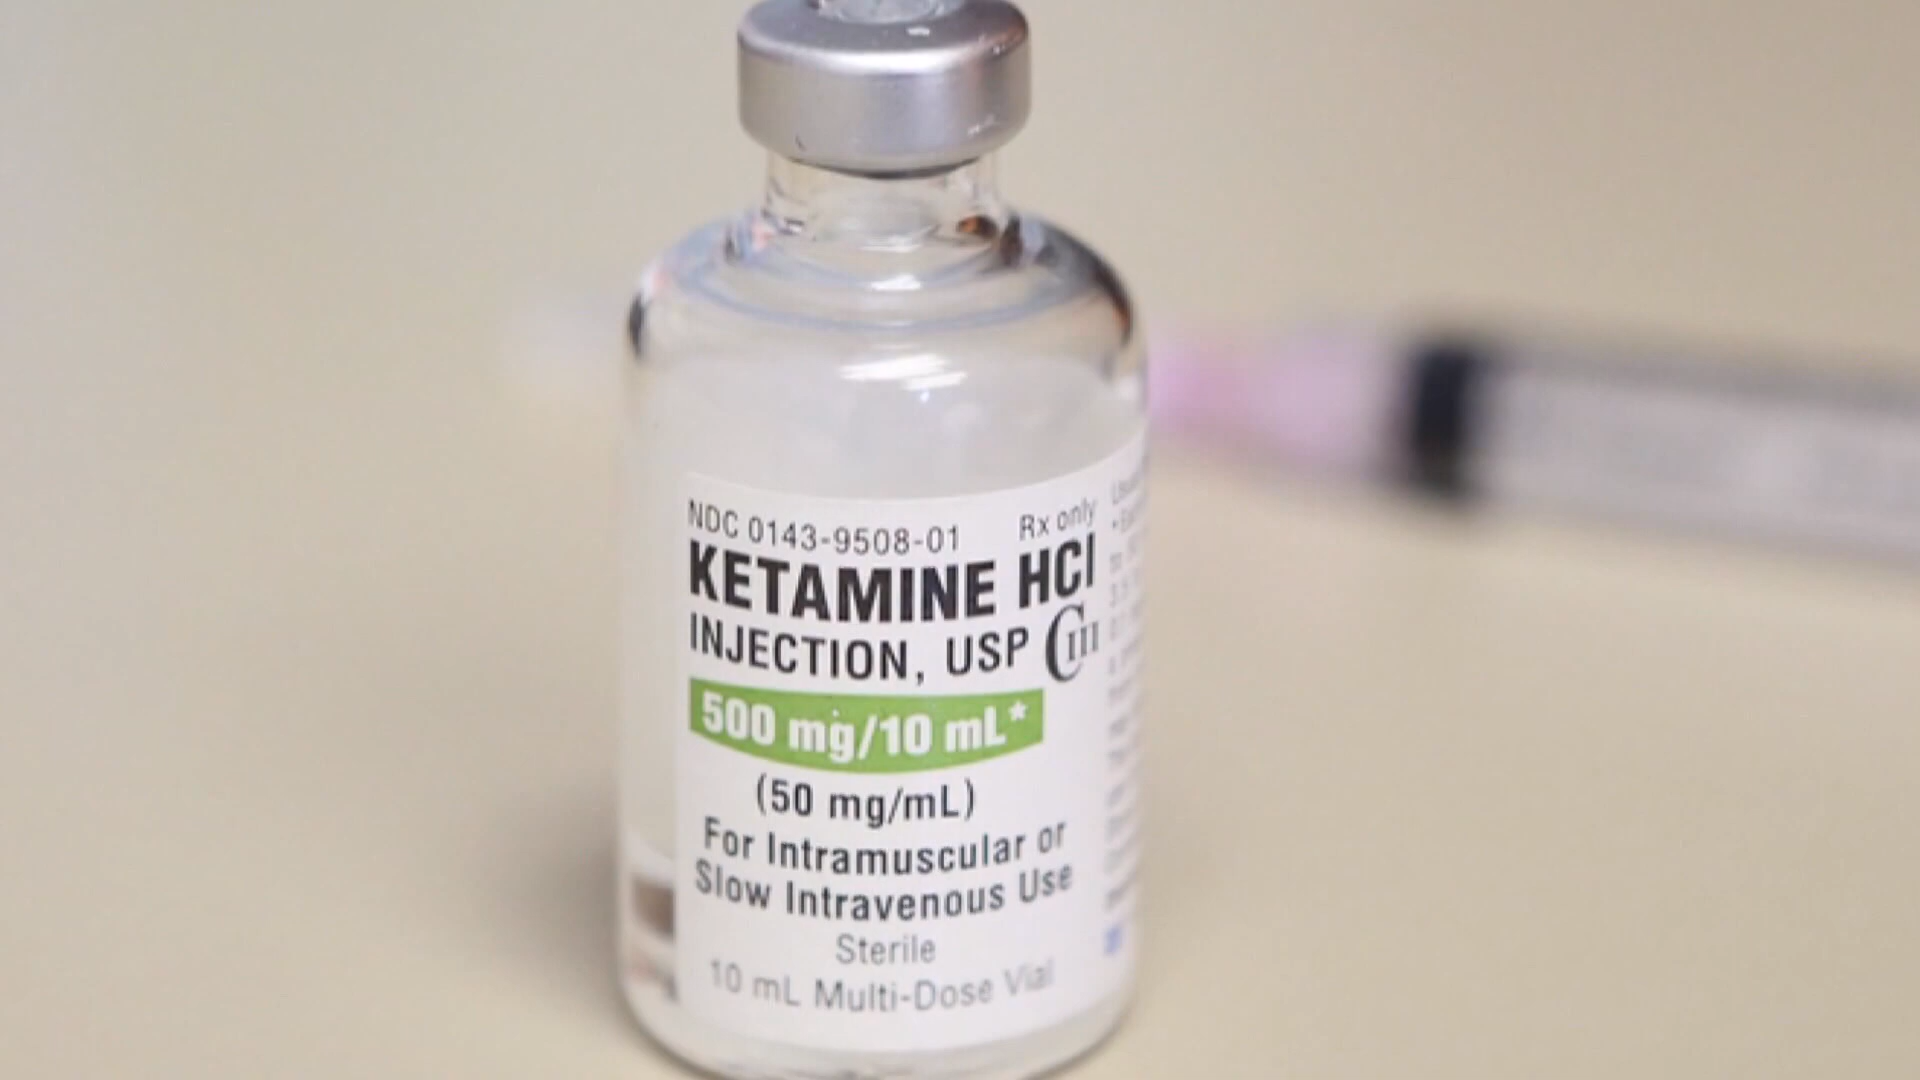 NDC 0143-9508-01 Rx only
KETAMINE HCl
INJECTION, USP CIII
500 mg/10 mL*
(50 mg/mL)
For Intramuscular or
Slow Intravenous Use
Sterile
10 mL Multi-Dose Vial